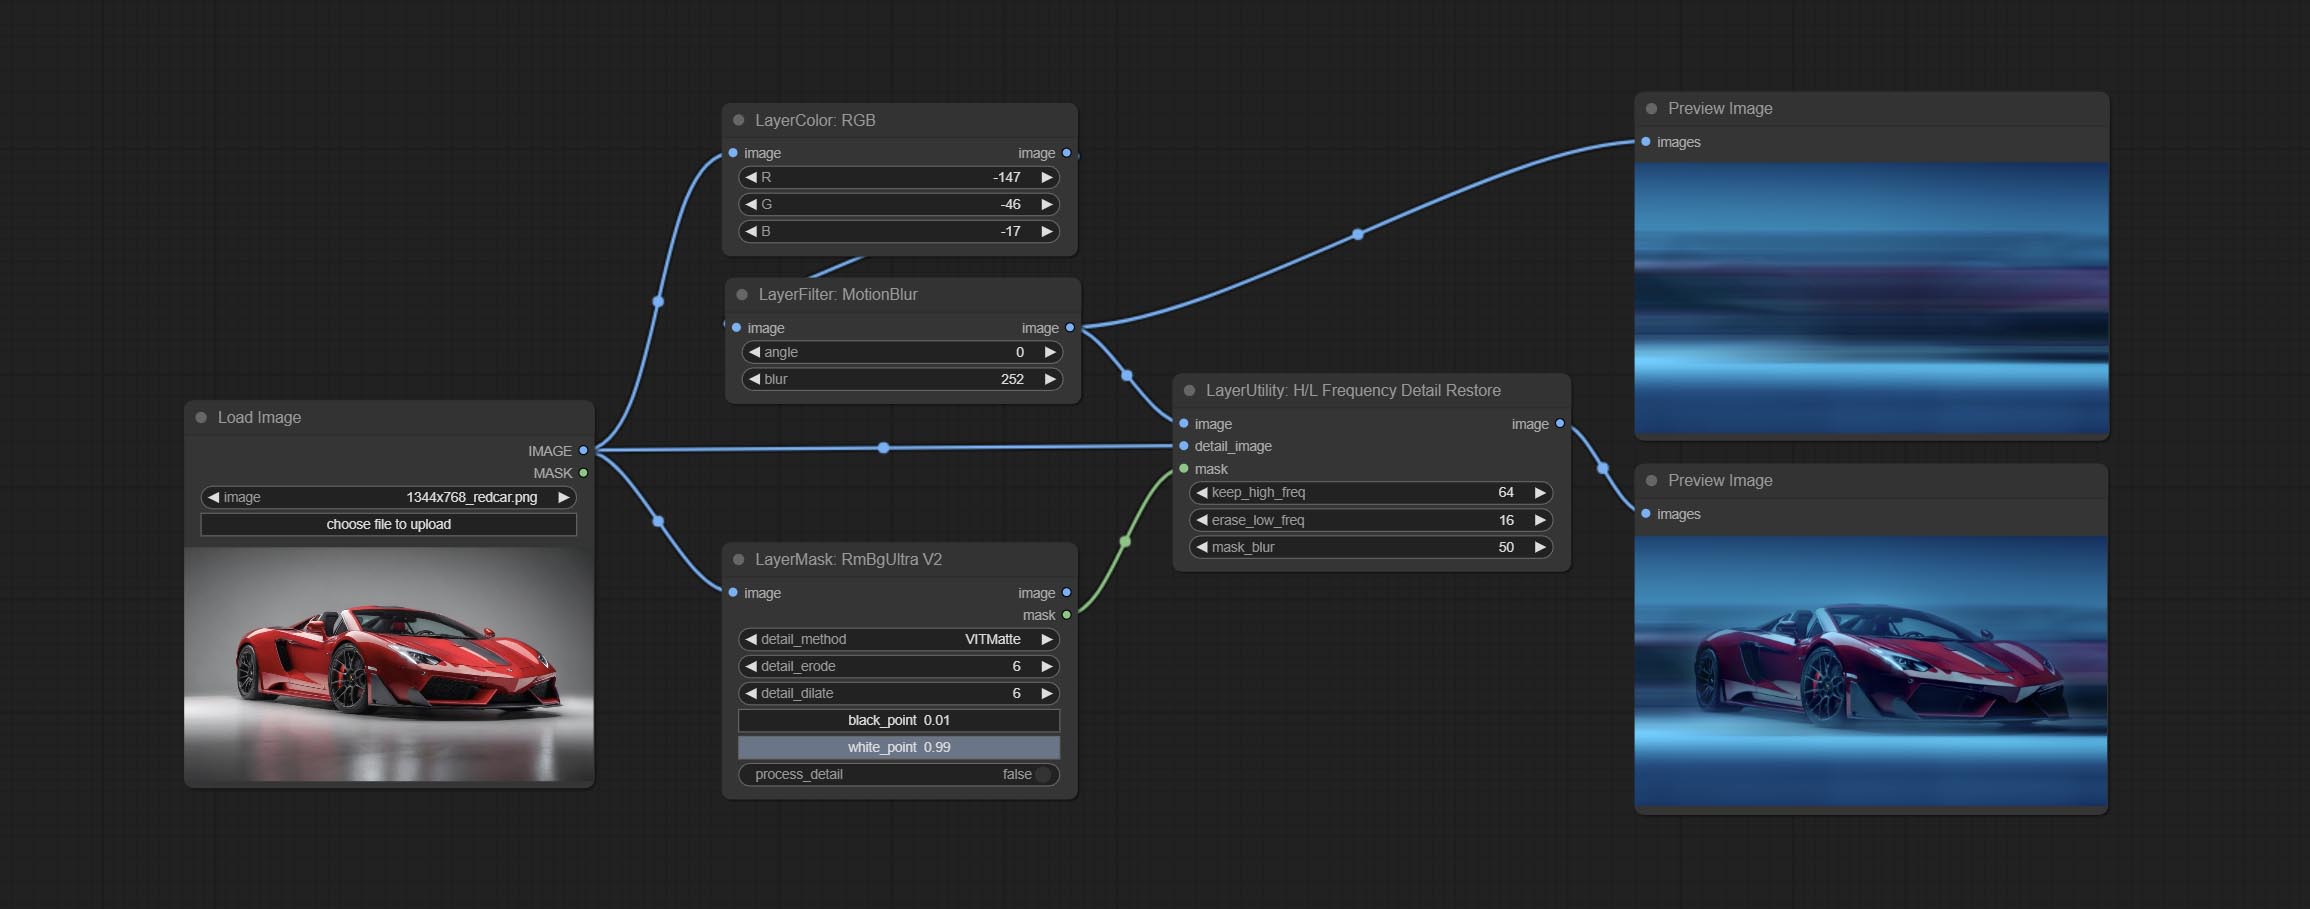 Load Image
IMAGE
MASK
image 1344x768_redcar.png
choose file to upload
LayerColor: RGB
image image
R -147
G -46
B -17
LayerFilter: MotionBlur
image image
angle 0
blur 252
LayerMask: RmBgUltra V2
image image
mask
detail_method VITMatte
detail_erode 6
detail_dilate 6
black_point 0.01
white_point 0.99
process_detail false
LayerUtility: H/L Frequency Detail Restore
image image
detail_image
mask
keep_high_freq 64
erase_low_freq 16
mask_blur 50
Preview Image
images
Preview Image
images